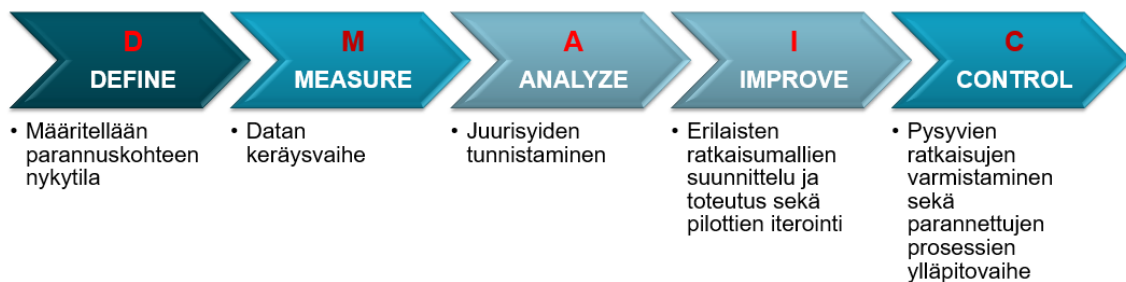 D
DEFINE
M
MEASURE
A
ANALYZE
I
IMPROVE
C
CONTROL
• Määritellään
parannuskohteen
nykytila
• Datan
keräysvaihe
• Juurisyiden
tunnistaminen
• Erilaisten
ratkaisumallien
suunnittelu ja
toteutus sekä
pilottien iterointi
• Pysyvien
ratkaisujen
varmistaminen
sekä
parannettujen
prosessien
ylläpitovaihe